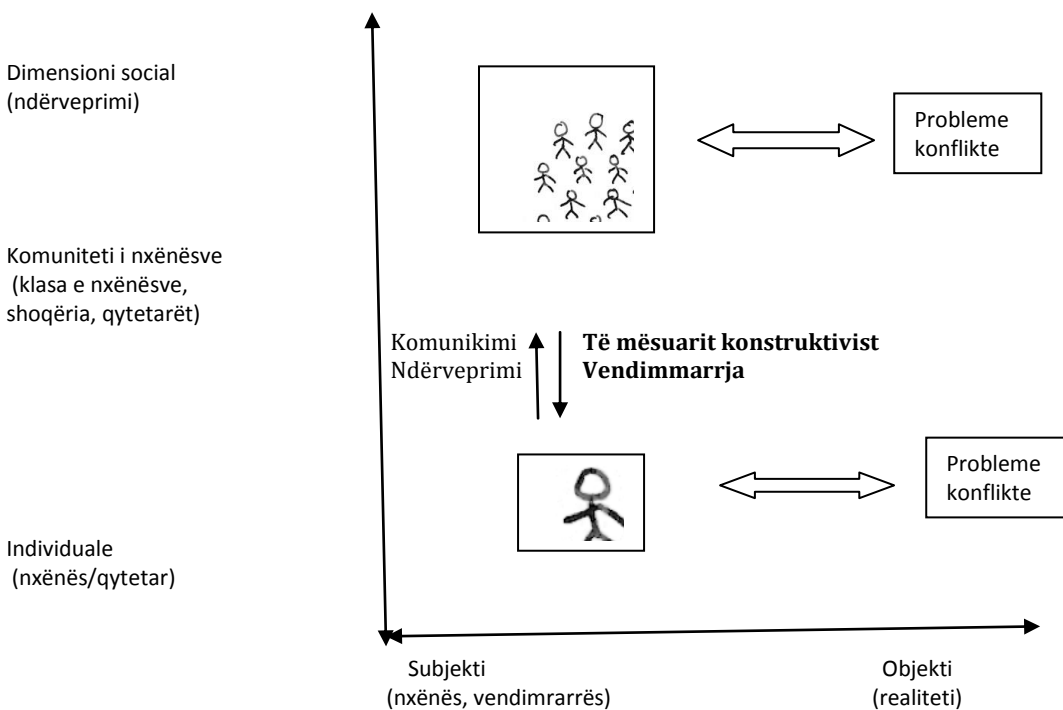 Dimensioni social
(ndërveprimi)
Probleme
konflikte
Komuniteti i nxënësve
(klasa e nxënësve,
shoqëria, qytetarët)
Komunikimi
Ndërveprimi
Të mësuarit konstruktivist
Vendimmarrja
Probleme
konflikte
Individuale
(nxënës/qytetar)
Subjekti
(nxënës, vendimrarrës)
Objekti
(realiteti)